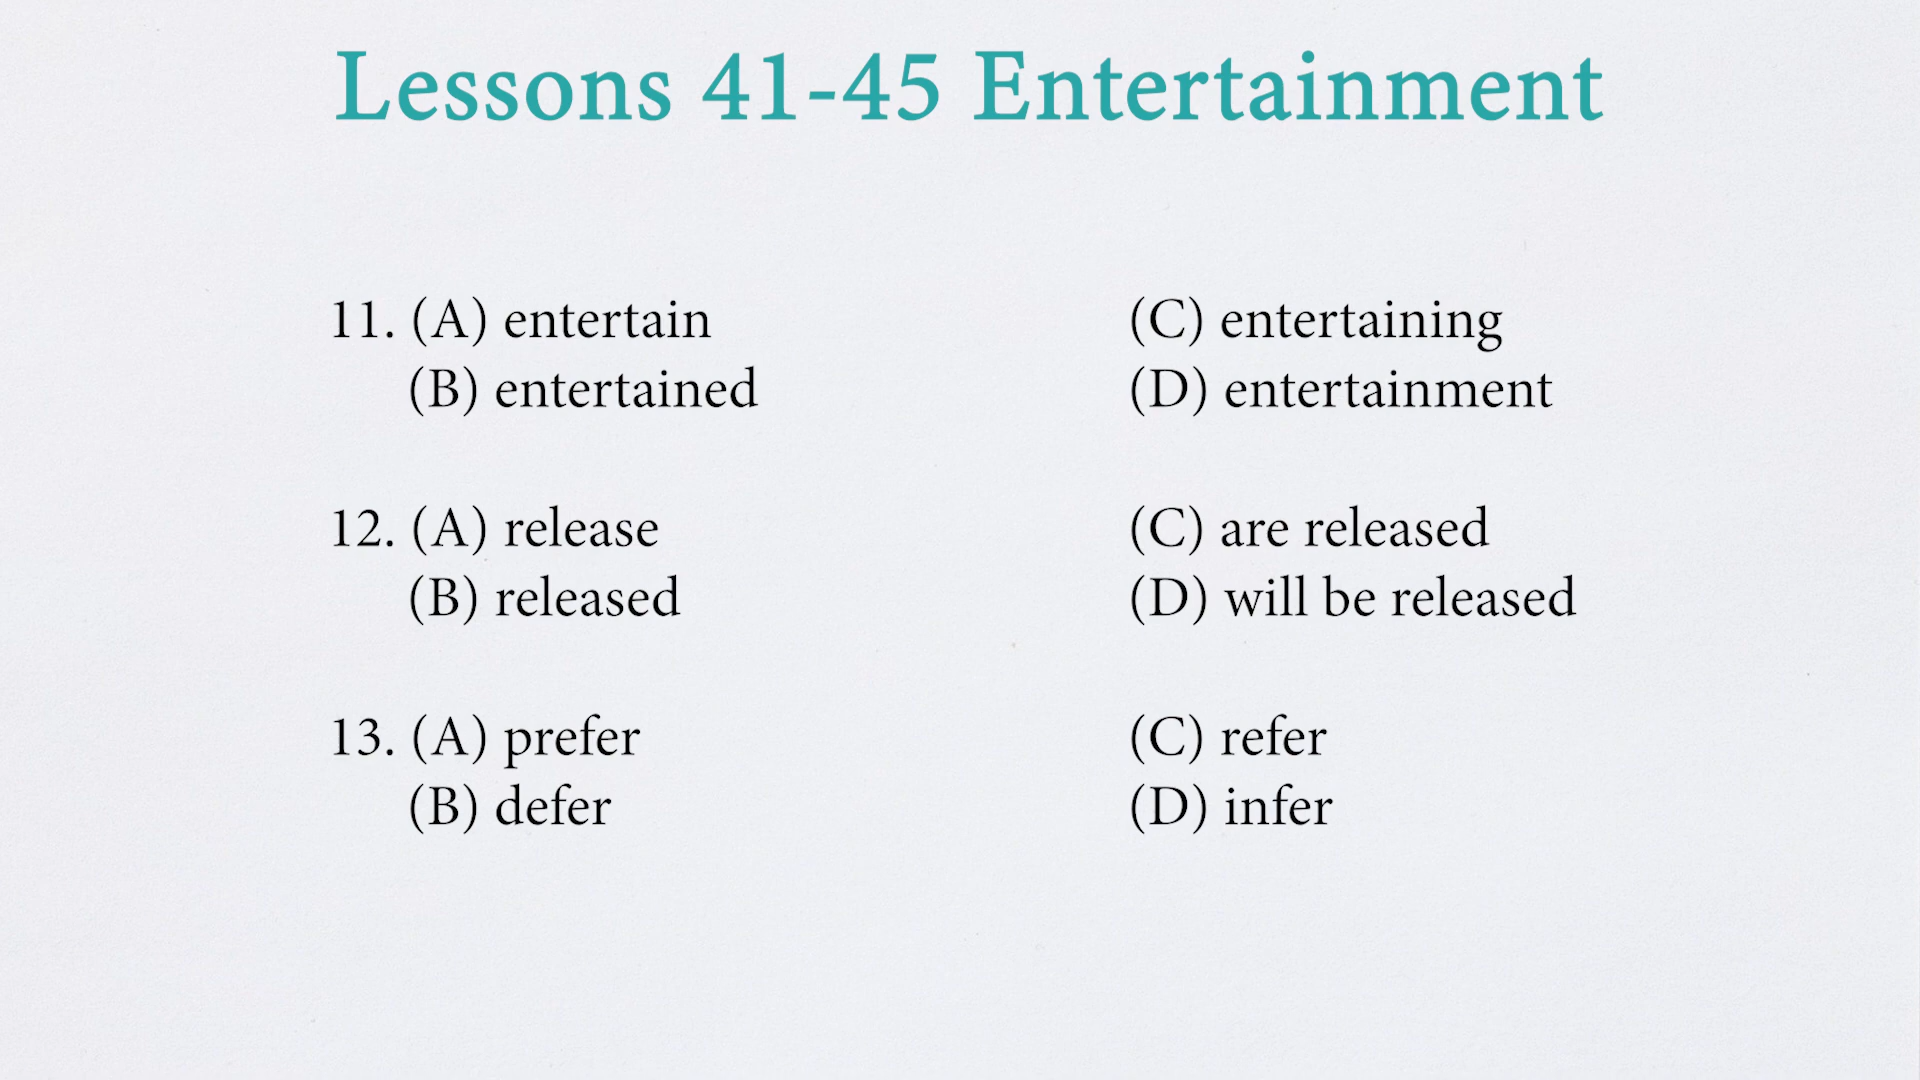 Lessons 41-45 Entertainment
11. (A) entertain (C) entertaining
(B) entertained (D) entertainment
12. (A) release (C) are released
(B) released (D) will be released
13. (A) prefer (C) refer
(B) defer (D) infer